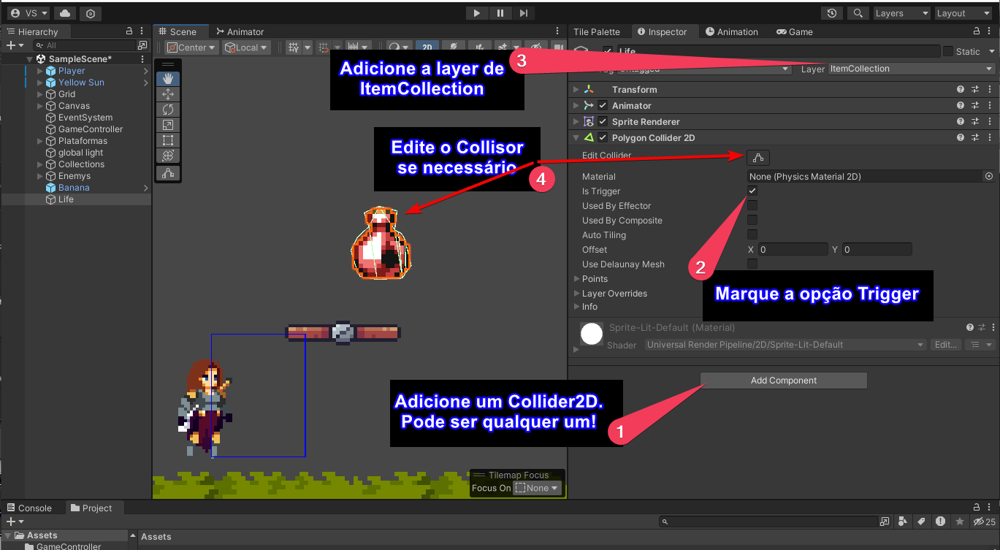 VS
Layers
Layout
Hierarchy
Scene
Animator
Tile Palette
Inspector
Animation
Game
All
Center
Local
2D
Life
Static
SampleScene*
Player
Yellow Sun
Grid
Canvas
EventSystem
GameController
Plataformas
global light
Collections
Enemys
Banana
Life
Adicione a layer de
ItemCollection
3
Untagged
Layer
ItemCollection
Transform
Animator
Sprite Renderer
Polygon Collider 2D
Edite o Collisor
se necessário
4
Edit Collider
Material
None (Physics Material 2D)
Is Trigger
Used By Effector
Used By Composite
Auto Tiling
Offset
X 0
Y 0
Use Delaunay Mesh
2
Points
Layer Overrides
Info
Marque a opção Trigger
Sprite-Lit-Default (Material)
Shader
Universal Render Pipeline/2D/Sprite-Lit-Default
Edit...
Add Component
Adicione um Collider2D.
Pode ser qualquer um!
1
Tilemap Focus
Focus On
None
Console
Project
25
Assets
GameController
Assets